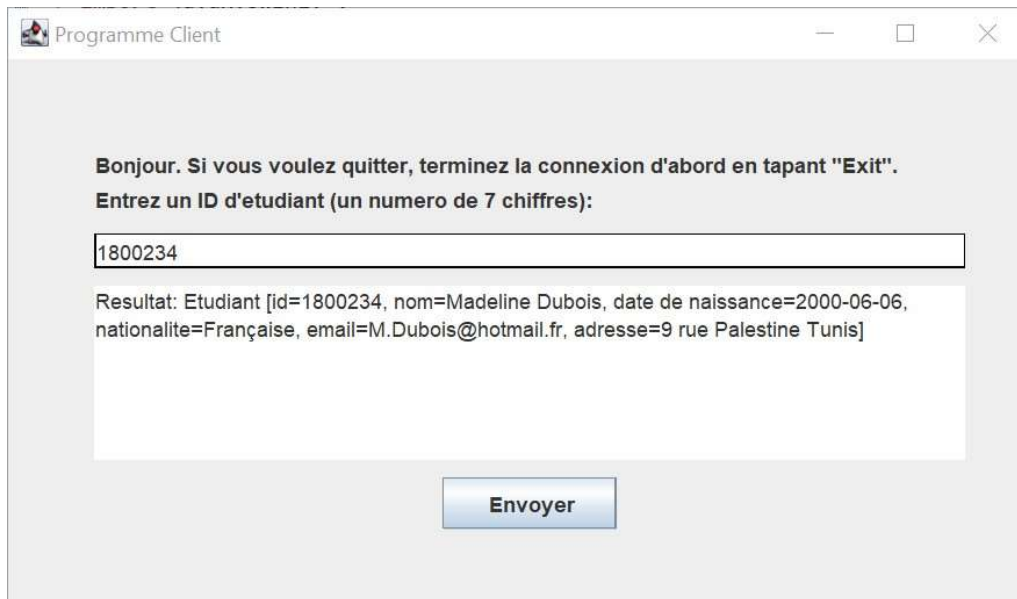 Programme Client
Bonjour. Si vous voulez quitter, terminez la connexion d'abord en tapant "Exit".
Entrez un ID d'etudiant (un numero de 7 chiffres):
1800234
Resultat: Etudiant [id=1800234, nom=Madeline Dubois, date de naissance=2000-06-06,
nationalite=Française, email=M.Dubois@hotmail.fr, adresse=9 rue Palestine Tunis]
Envoyer